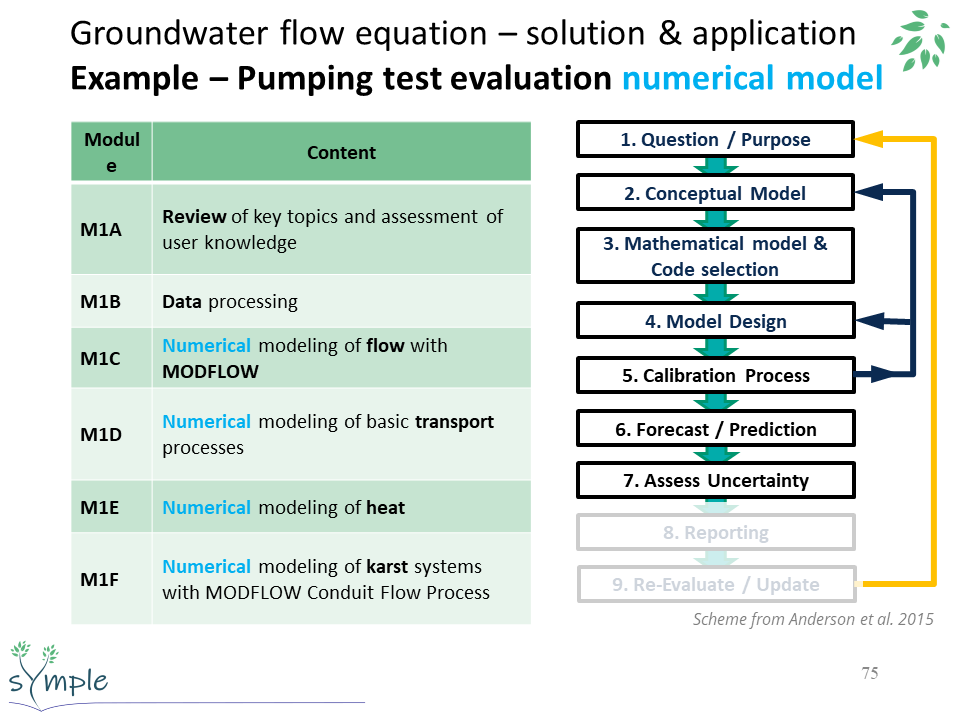 Groundwater flow equation – solution & application
Example – Pumping test evaluation numerical model
Modul
e
Content
M1A
Review of key topics and assessment of
user knowledge
M1B
Data processing
M1C
Numerical modeling of flow with
MODFLOW
M1D
Numerical modeling of basic transport
processes
M1E
Numerical modeling of heat
M1F
Numerical modeling of karst systems
with MODFLOW Conduit Flow Process
1. Question / Purpose
2. Conceptual Model
3. Mathematical model &
Code selection
4. Model Design
5. Calibration Process
6. Forecast / Prediction
7. Assess Uncertainty
8. Reporting
9. Re-Evaluate / Update
Scheme from Anderson et al. 2015
sYmple
75